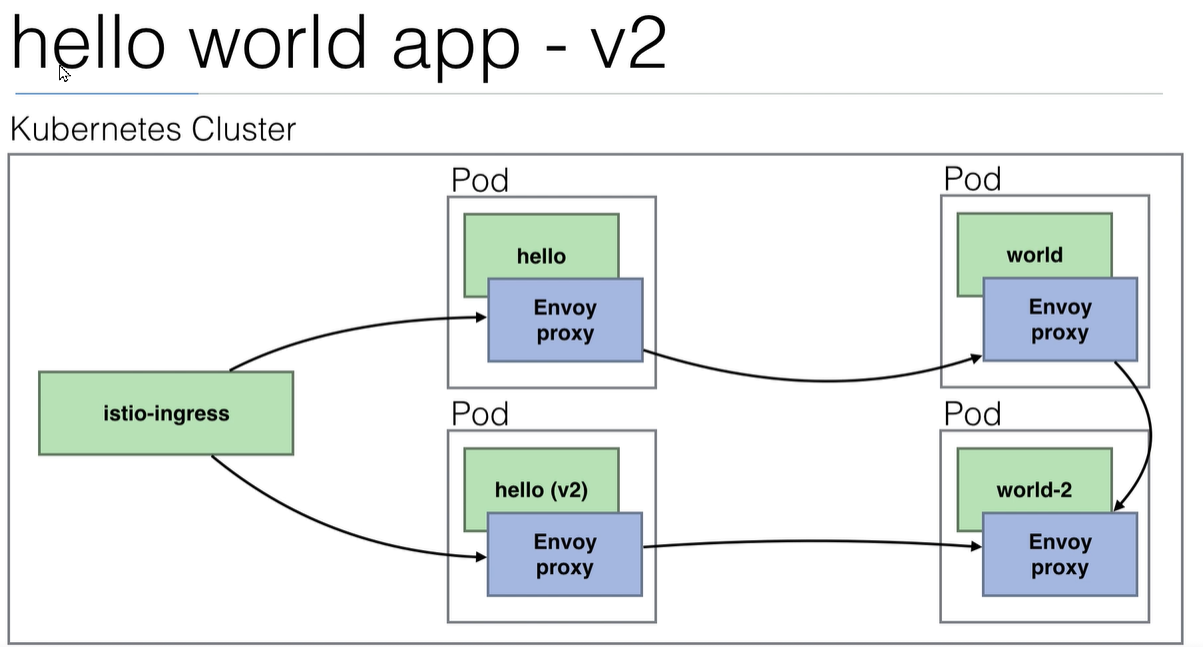 hello world app - v2
Kubernetes Cluster
Pod
hello
Envoy
proxy
Pod
world
Envoy
proxy
istio-ingress
Pod
hello (v2)
Envoy
proxy
Pod
world-2
Envoy
proxy